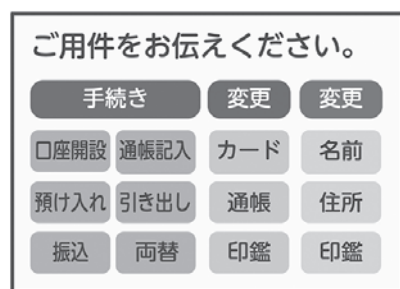 ご用件をお伝えください。
手続き 変更 変更
口座開設 通帳記入 カード 名前
預け入れ 引き出し 通帳 住所
振込 両替 印鑑 印鑑